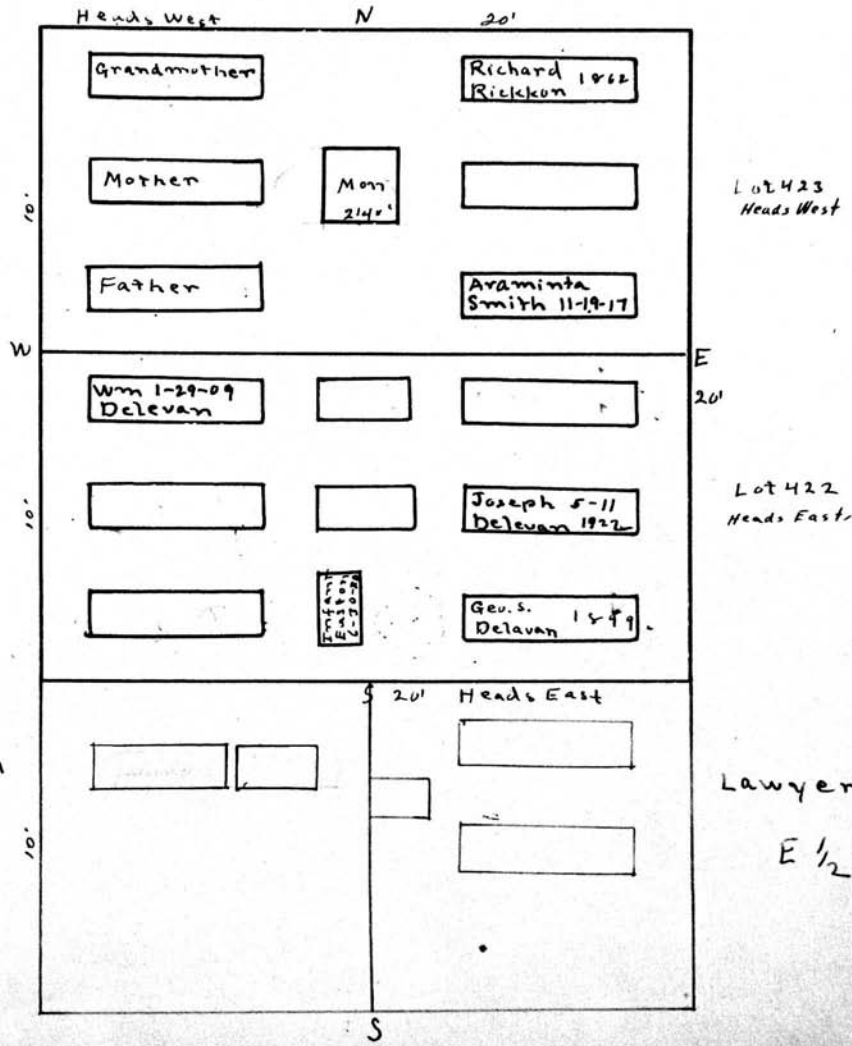 Heads West N 20'
Grandmother
Richard 1862
Rickkon
Mother
Mon
Lot 423
Heads West
10'
Father
Araminta
Smith 11-19-17
W
E
20'
Wm 1-29-09
Delevan
Lot 422
Heads East
10'
Joseph 5-11
Delevan 1922
Infant
Easton
Geo. S.
Delavan
S 20' Heads East
Lawyer
E 1/2
10'
S